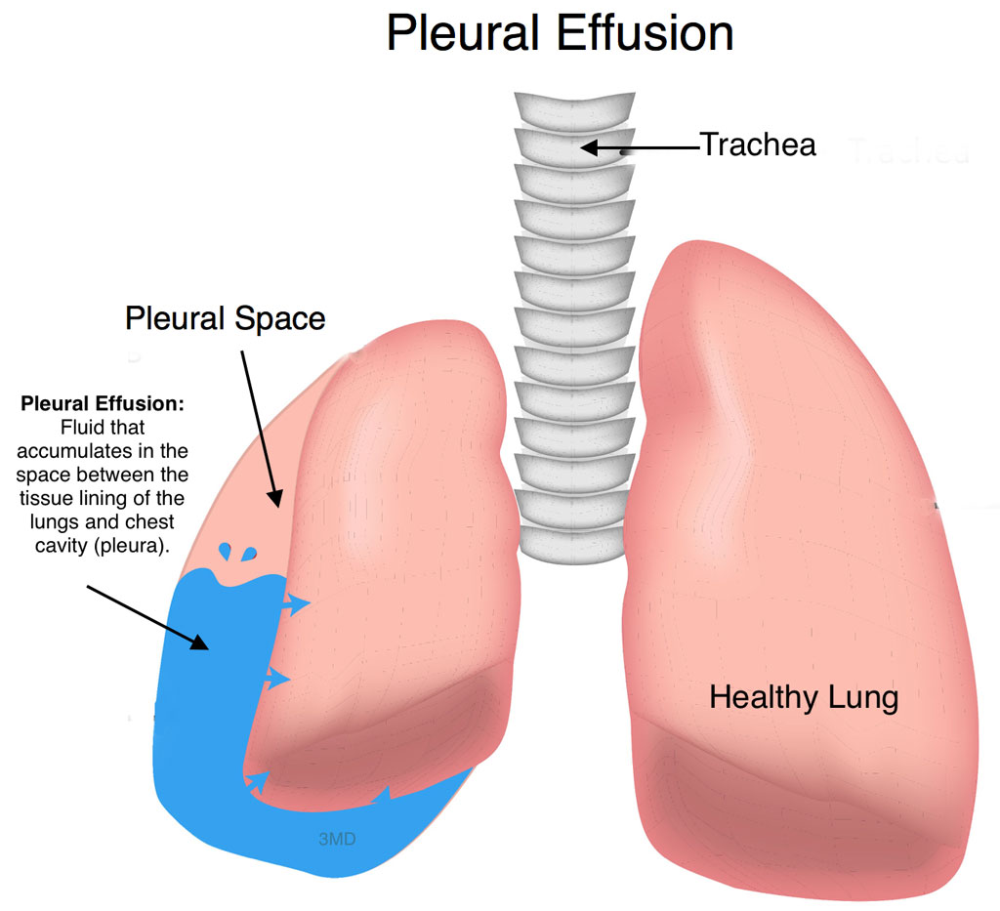 Pleural Effusion
Trachea
Trachea
Pleural Space
Pleural Effusion:
Fluid that
accumulates in the
space between the
tissue lining of the
lungs and chest
cavity (pleura).
Healthy Lung
3MD